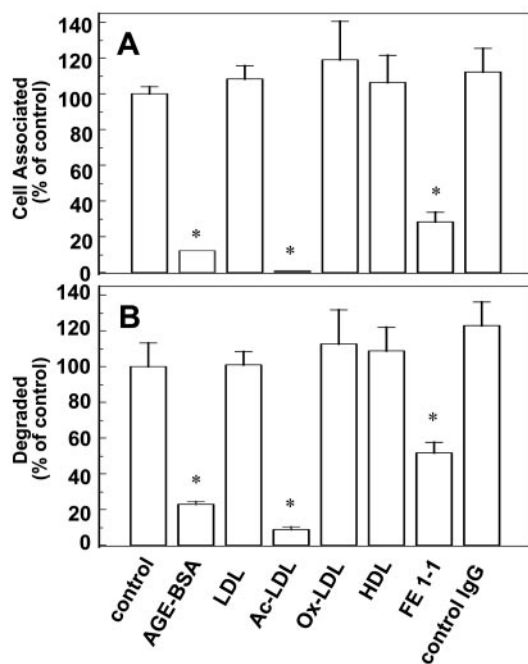 A
Cell Associated
(% of control)
140
120
100
80
60
40
20
0
*
*
*
B
Degraded
(% of control)
140
120
100
80
60
40
20
0
*
*
*
control
AGE-BSA
LDL
Ac-LDL
Ox-LDL
HDL
FE 1-1
control IgG